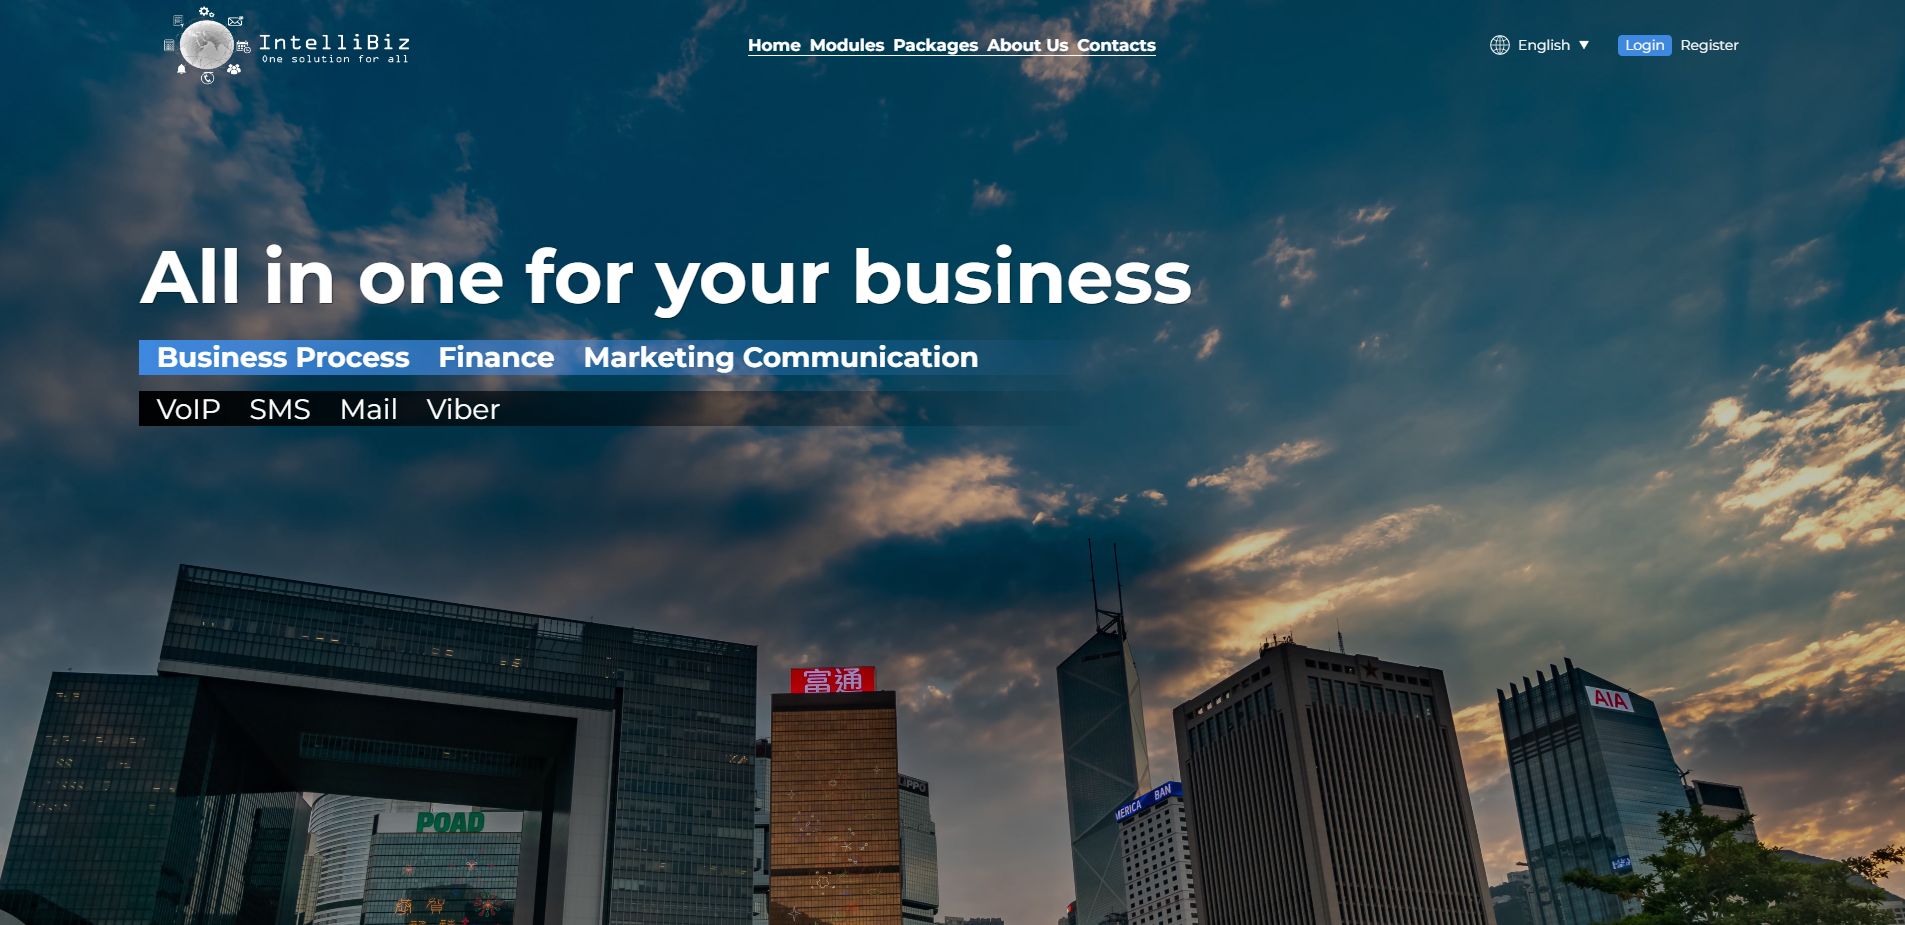 IntelliBiz
One solution for all
Home Modules Packages About Us Contacts
English
Login Register
All in one for your business
Business Process Finance Marketing Communication
VoIP SMS Mail Viber
富通
AIA
MERICA BAN
LIPPO
POAD
賀